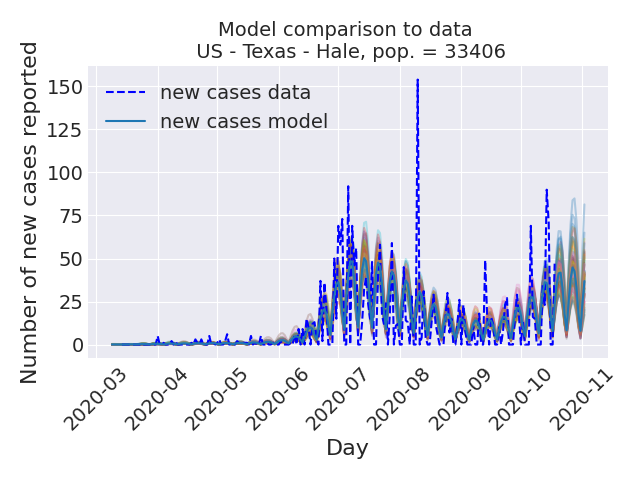 Model comparison to data
US - Texas - Hale, pop. = 33406
Number of new cases reported
150
125
100
75
50
25
0
new cases data
new cases model
2020-03
2020-04
2020-05
2020-06
2020-07
2020-08
2020-09
2020-10
2020-11
Day